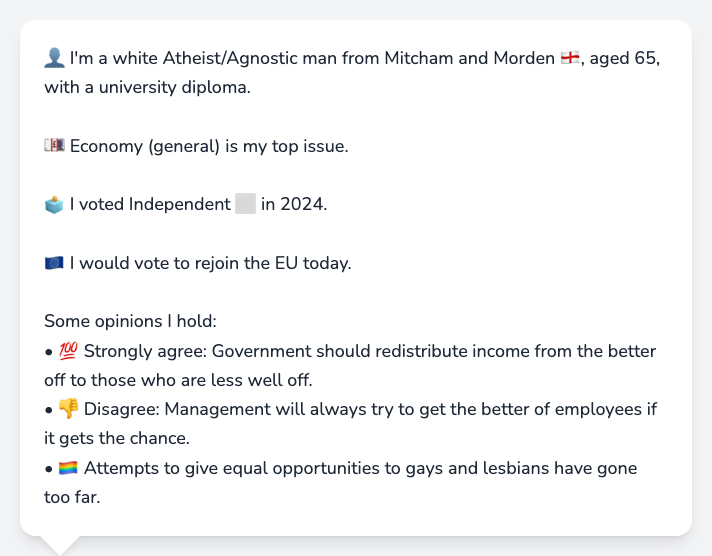 👤 I'm a white Atheist/Agnostic man from Mitcham and Morden 🏴󠁧󠁢󠁥󠁮󠁧󠁿, aged 65,
with a university diploma.
💷 Economy (general) is my top issue.
🗳️ I voted Independent ⬜ in 2024.
🇪🇺 I would vote to rejoin the EU today.
Some opinions I hold:
• 💯 Strongly agree: Government should redistribute income from the better
off to those who are less well off.
• 👎 Disagree: Management will always try to get the better of employees if
it gets the chance.
• 🏳️‍🌈 Attempts to give equal opportunities to gays and lesbians have gone
too far.